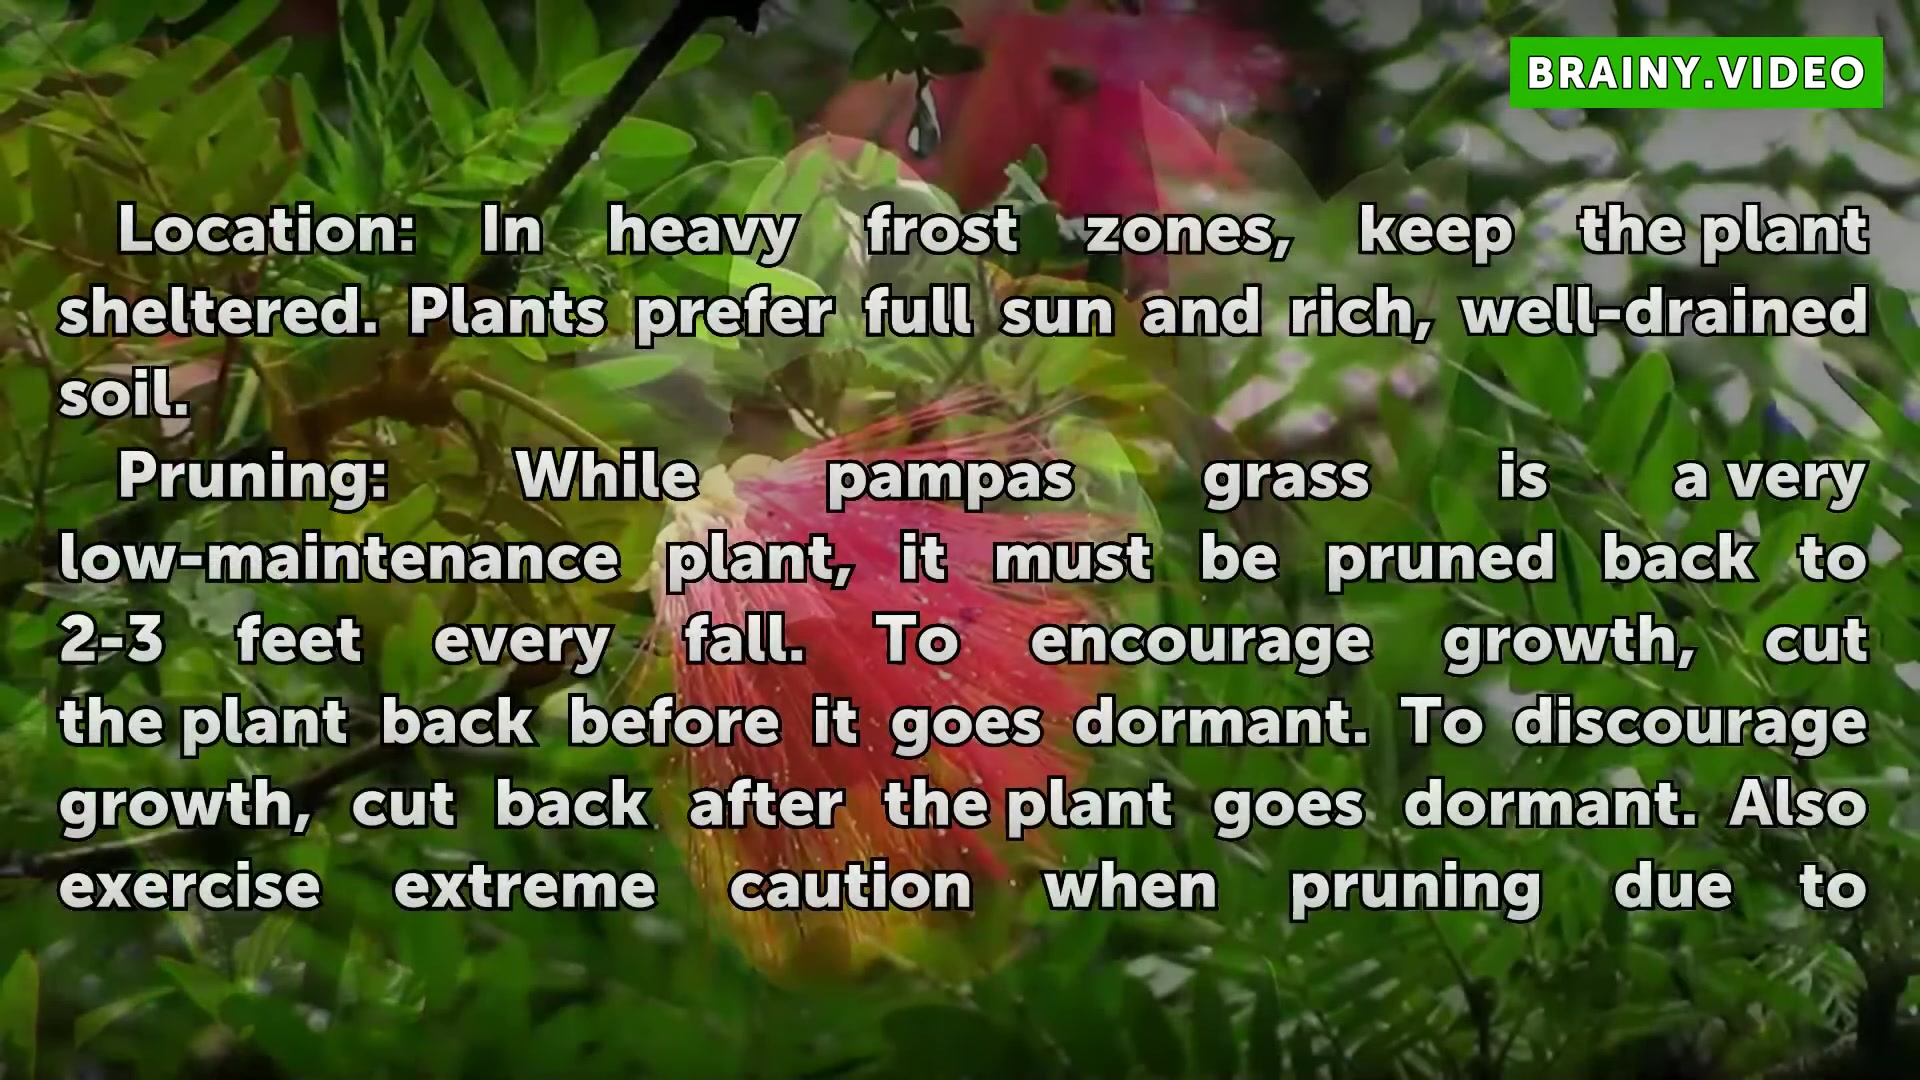 BRAINY.VIDEO
Location: In heavy frost zones, keep the plant
sheltered. Plants prefer full sun and rich, well-drained
soil.
Pruning: While pampas grass is a very
low-maintenance plant, it must be pruned back to
2-3 feet every fall. To encourage growth, cut
the plant back before it goes dormant. To discourage
growth, cut back after the plant goes dormant. Also
exercise extreme caution when pruning due to